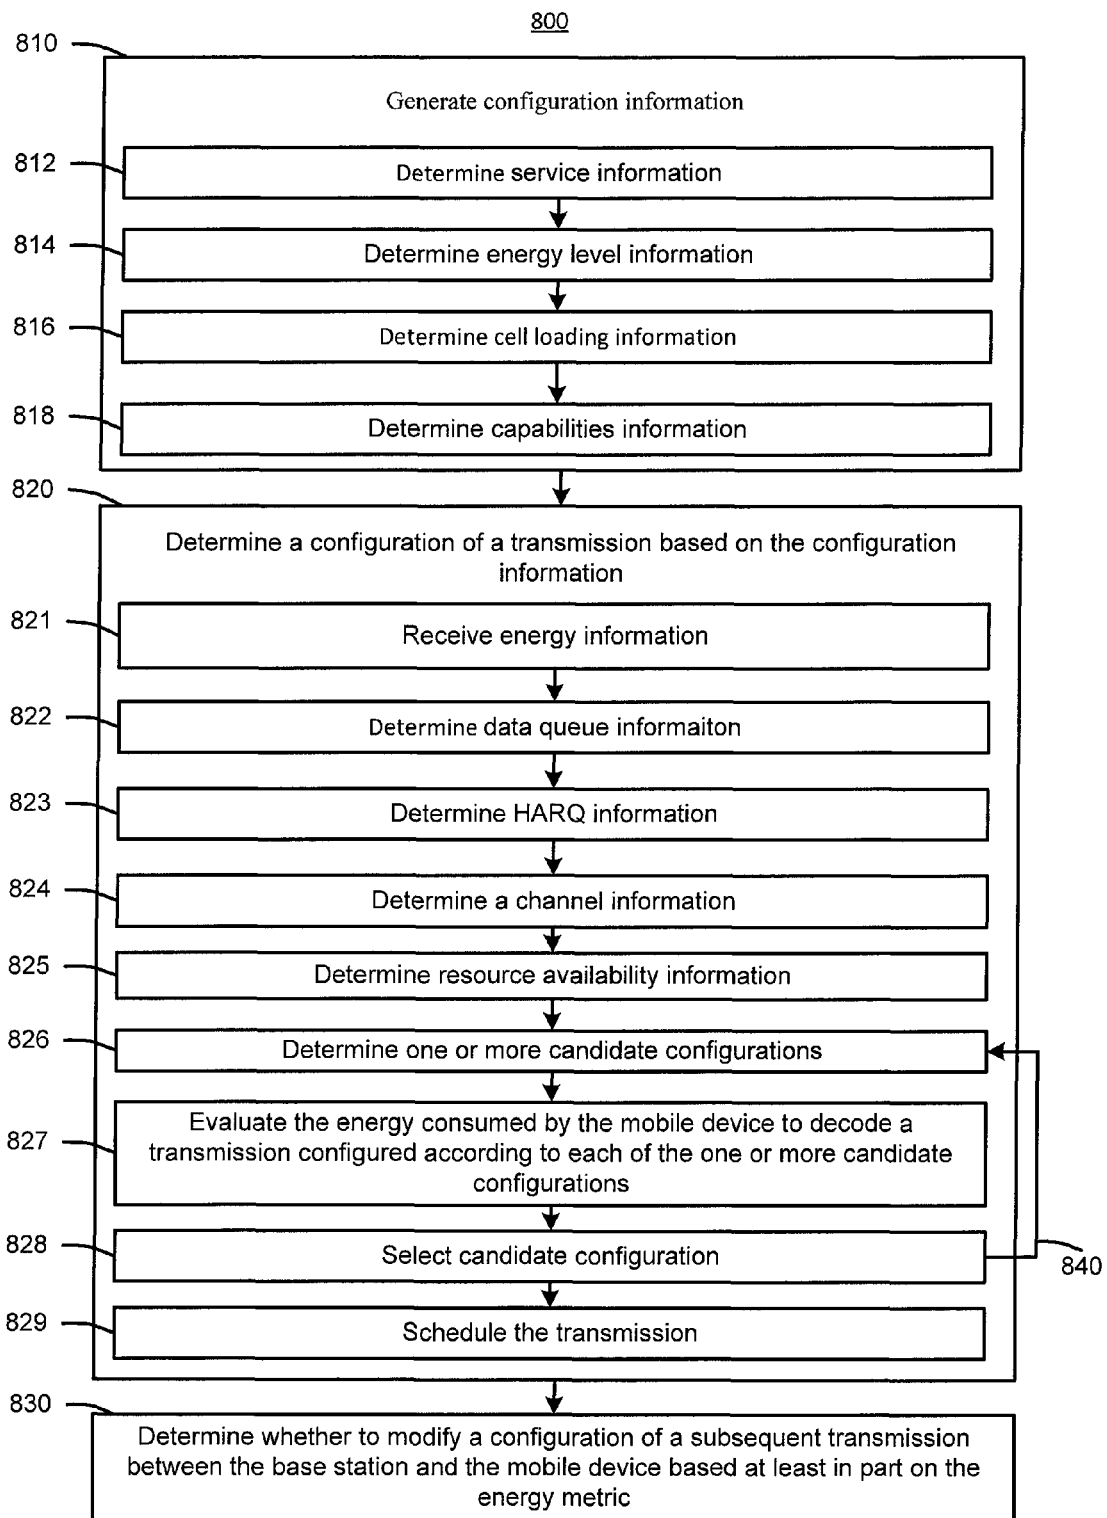 800
810
Generate configuration information
812
Determine service information
814
Determine energy level information
816
Determine cell loading information
818
Determine capabilities information
820
Determine a configuration of a transmission based on the configuration
information
821
Receive energy information
822
Determine data queue informaiton
823
Determine HARQ information
824
Determine a channel information
825
Determine resource availability information
826
Determine one or more candidate configurations
827
Evaluate the energy consumed by the mobile device to decode a
transmission configured according to each of the one or more candidate
configurations
828
Select candidate configuration
840
829
Schedule the transmission
830
Determine whether to modify a configuration of a subsequent transmission
between the base station and the mobile device based at least in part on the
energy metric